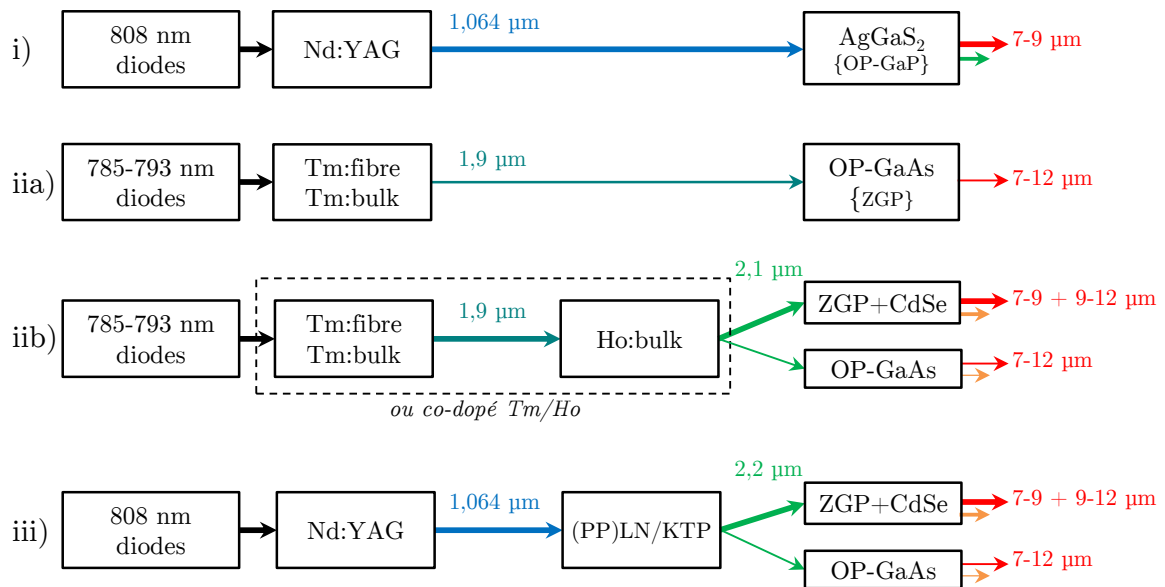 i)
808 nm
diodes
Nd:YAG
1,064 µm
AgGaS₂
{OP-GaP}
7-9 µm
iia)
785-793 nm
diodes
Tm:fibre
Tm:bulk
1,9 µm
OP-GaAs
{ZGP}
7-12 µm
iib)
785-793 nm
diodes
Tm:fibre
Tm:bulk
1,9 µm
Ho:bulk
ou co-dopé Tm/Ho
2,1 µm
ZGP+CdSe
7-9 + 9-12 µm
OP-GaAs
7-12 µm
iii)
808 nm
diodes
Nd:YAG
1,064 µm
(PP)LN/KTP
2,2 µm
ZGP+CdSe
7-9 + 9-12 µm
OP-GaAs
7-12 µm